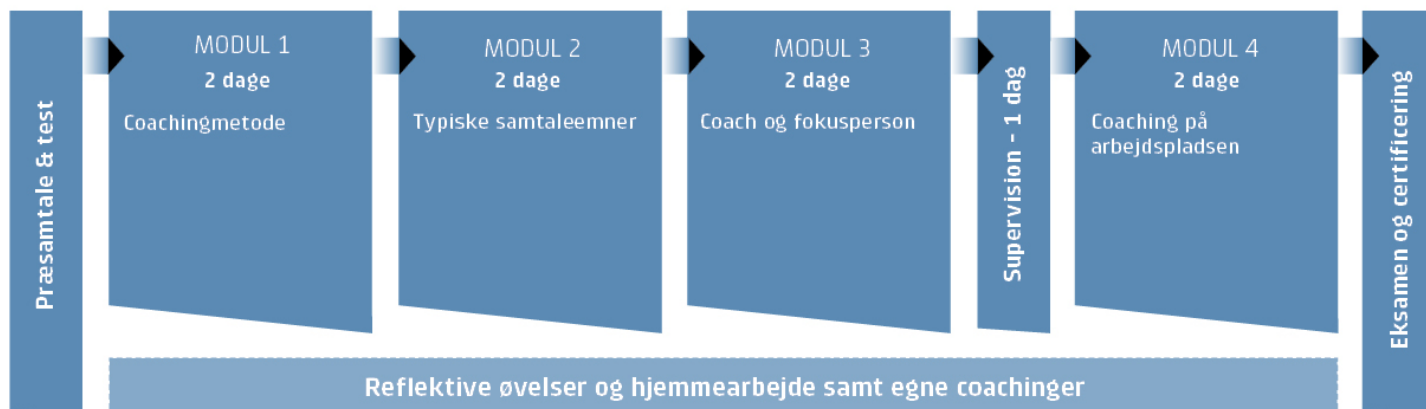 Præsamtale & test
MODUL 1
2 dage
Coachingmetode
MODUL 2
2 dage
Typiske samtaleemner
MODUL 3
2 dage
Coach og fokusperson
Supervision - 1 dag
MODUL 4
2 dage
Coaching på
arbejdspladsen
Eksamen og certificering
Reflektive øvelser og hjemmearbejde samt egne coachinger